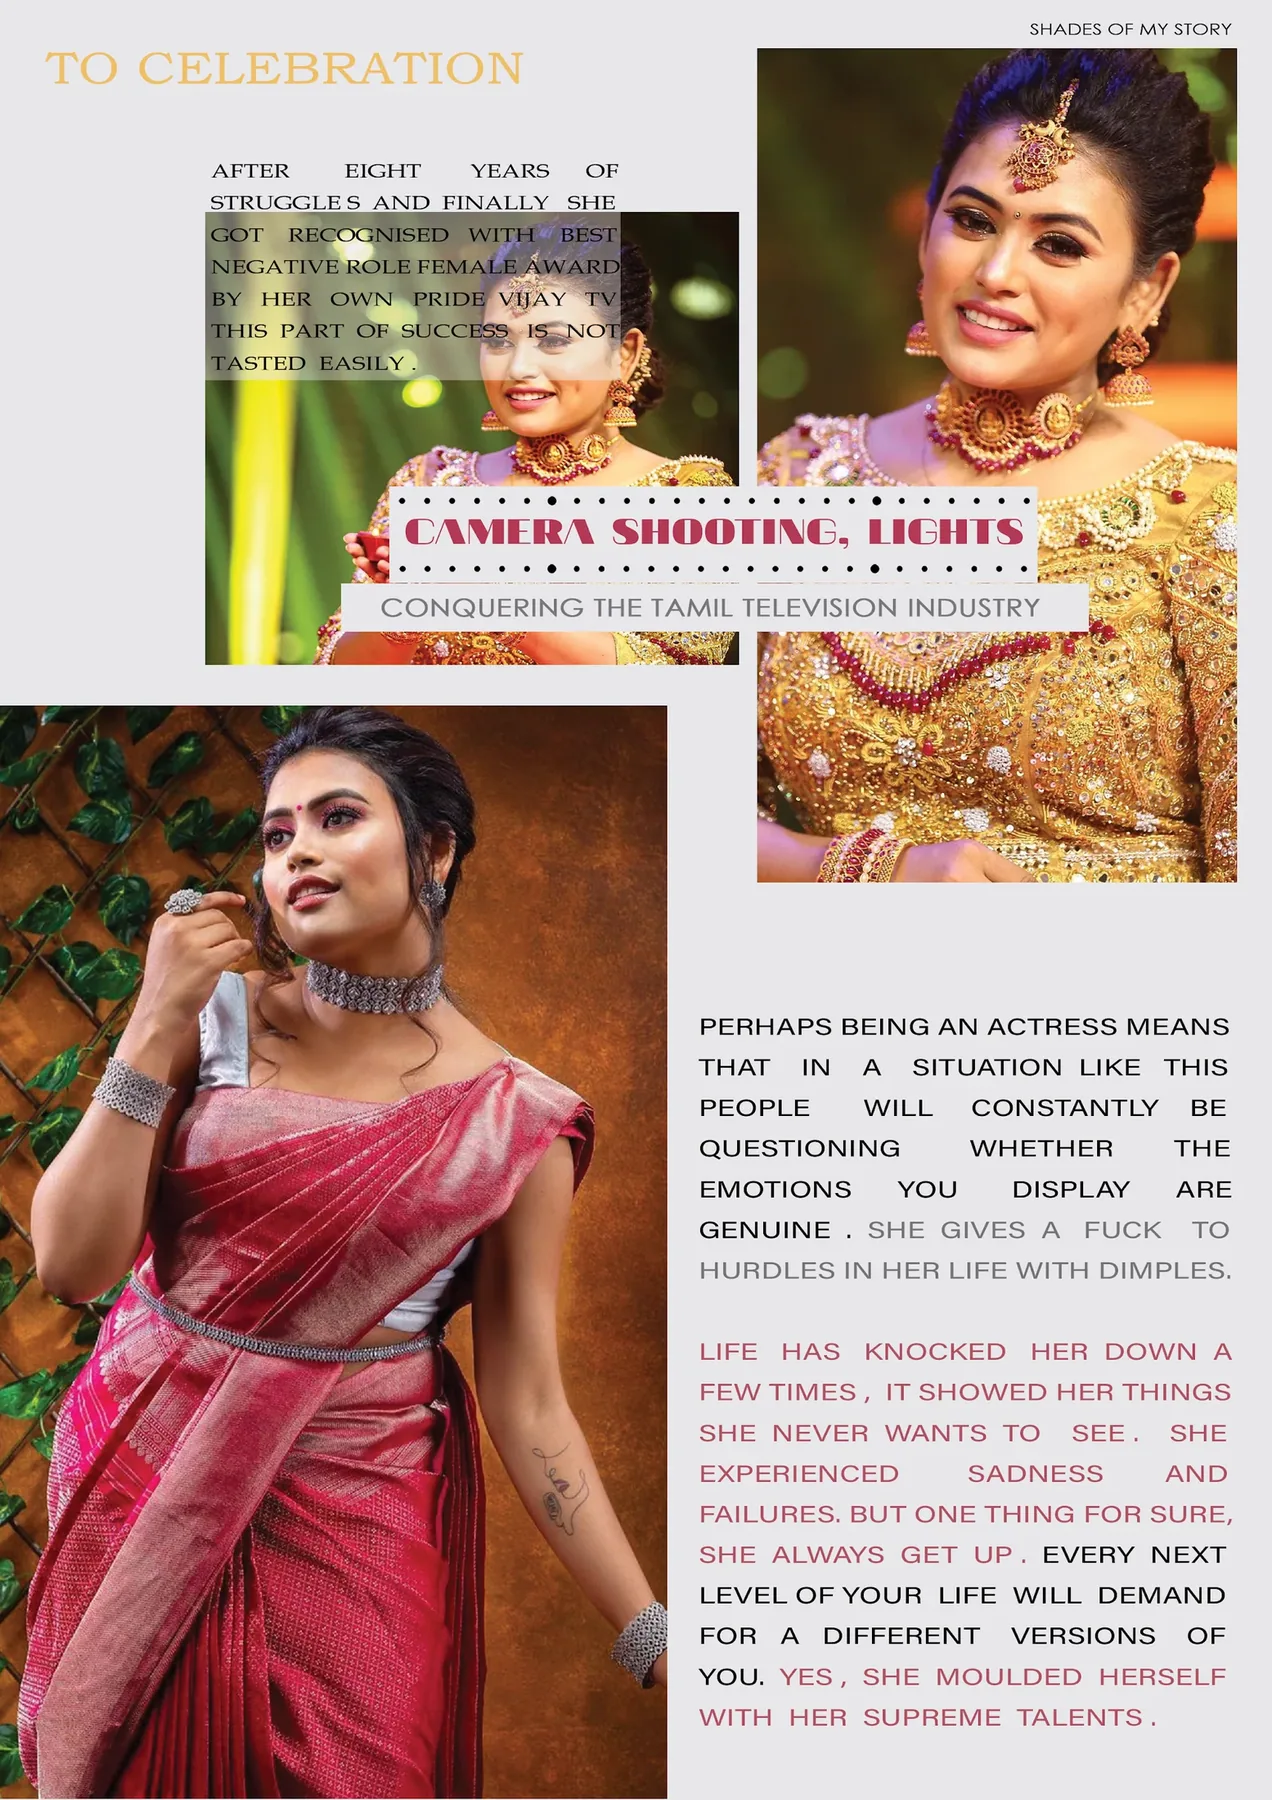 SHADES OF MY STORY
TO CELEBRATION
AFTER EIGHT YEARS OF
STRUGGLES AND FINALLY SHE
GOT RECOGNISED WITH BEST
NEGATIVE ROLE FEMALE AWARD
BY HER OWN PRIDE VIJAY TV
THIS PART OF SUCCESS IS NOT
TASTED EASILY .
CAMERA SHOOTING, LIGHTS
CONQUERING THE TAMIL TELEVISION INDUSTRY
PERHAPS BEING AN ACTRESS MEANS
THAT IN A SITUATION LIKE THIS
PEOPLE WILL CONSTANTLY BE
QUESTIONING WHETHER THE
EMOTIONS YOU DISPLAY ARE
GENUINE . SHE GIVES A FUCK TO
HURDLES IN HER LIFE WITH DIMPLES.
LIFE HAS KNOCKED HER DOWN A
FEW TIMES , IT SHOWED HER THINGS
SHE NEVER WANTS TO SEE . SHE
EXPERIENCED SADNESS AND
FAILURES. BUT ONE THING FOR SURE,
SHE ALWAYS GET UP . EVERY NEXT
LEVEL OF YOUR LIFE WILL DEMAND
FOR A DIFFERENT VERSIONS OF
YOU. YES , SHE MOULDED HERSELF
WITH HER SUPREME TALENTS .